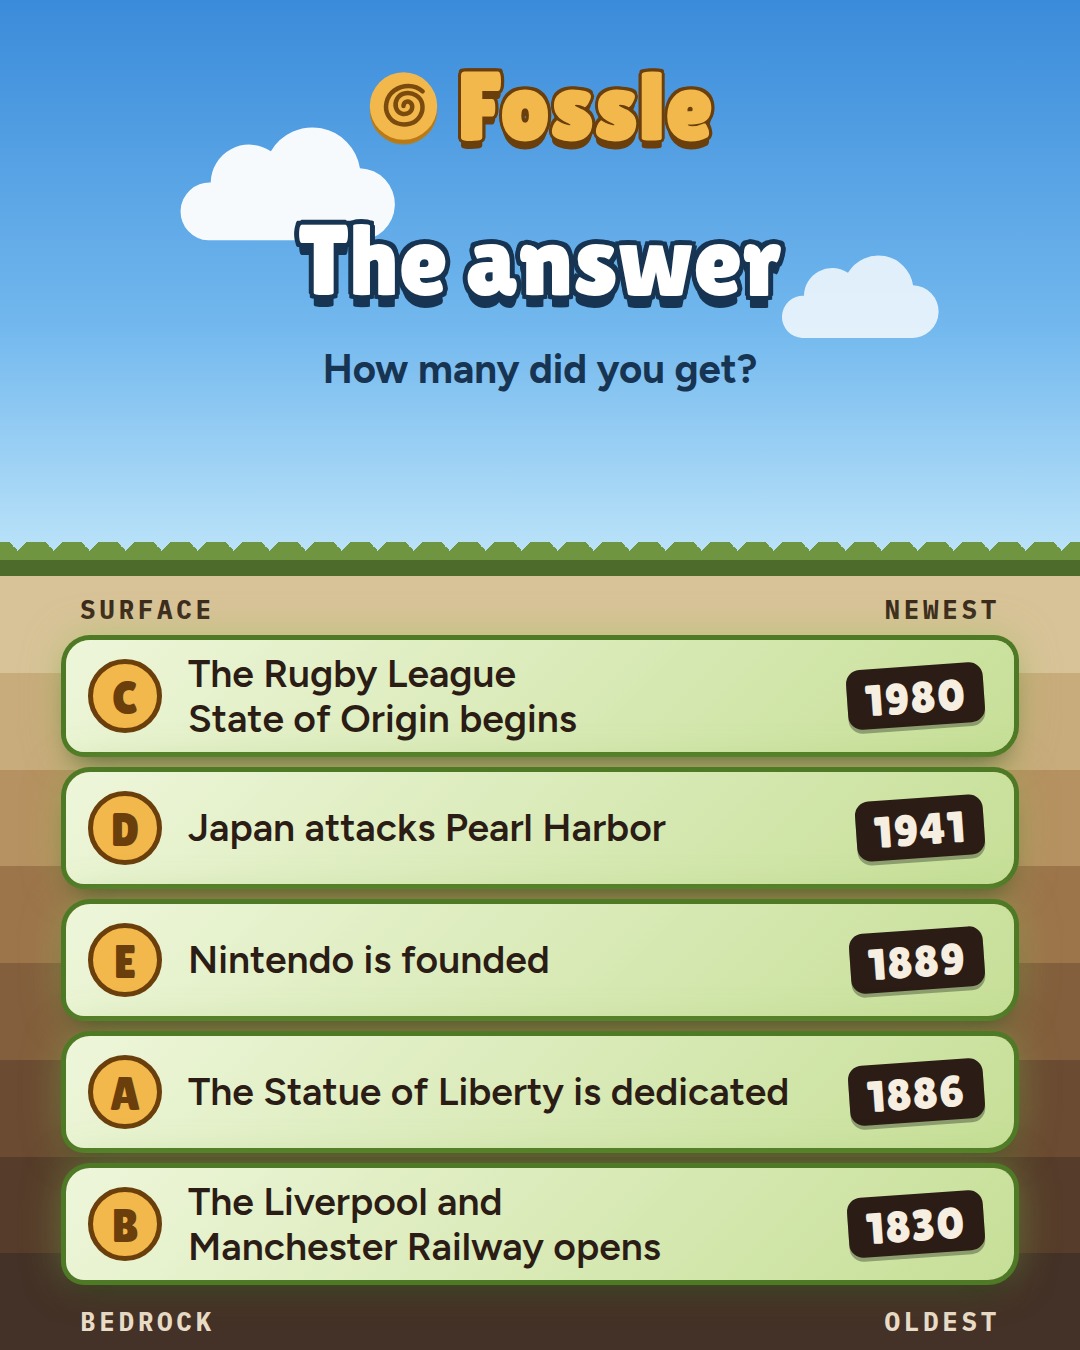 Fossle
The answer
How many did you get?
SURFACE NEWEST
C The Rugby League
State of Origin begins 1980
D Japan attacks Pearl Harbor 1941
E Nintendo is founded 1889
A The Statue of Liberty is dedicated 1886
B The Liverpool and
Manchester Railway opens 1830
BEDROCK OLDEST